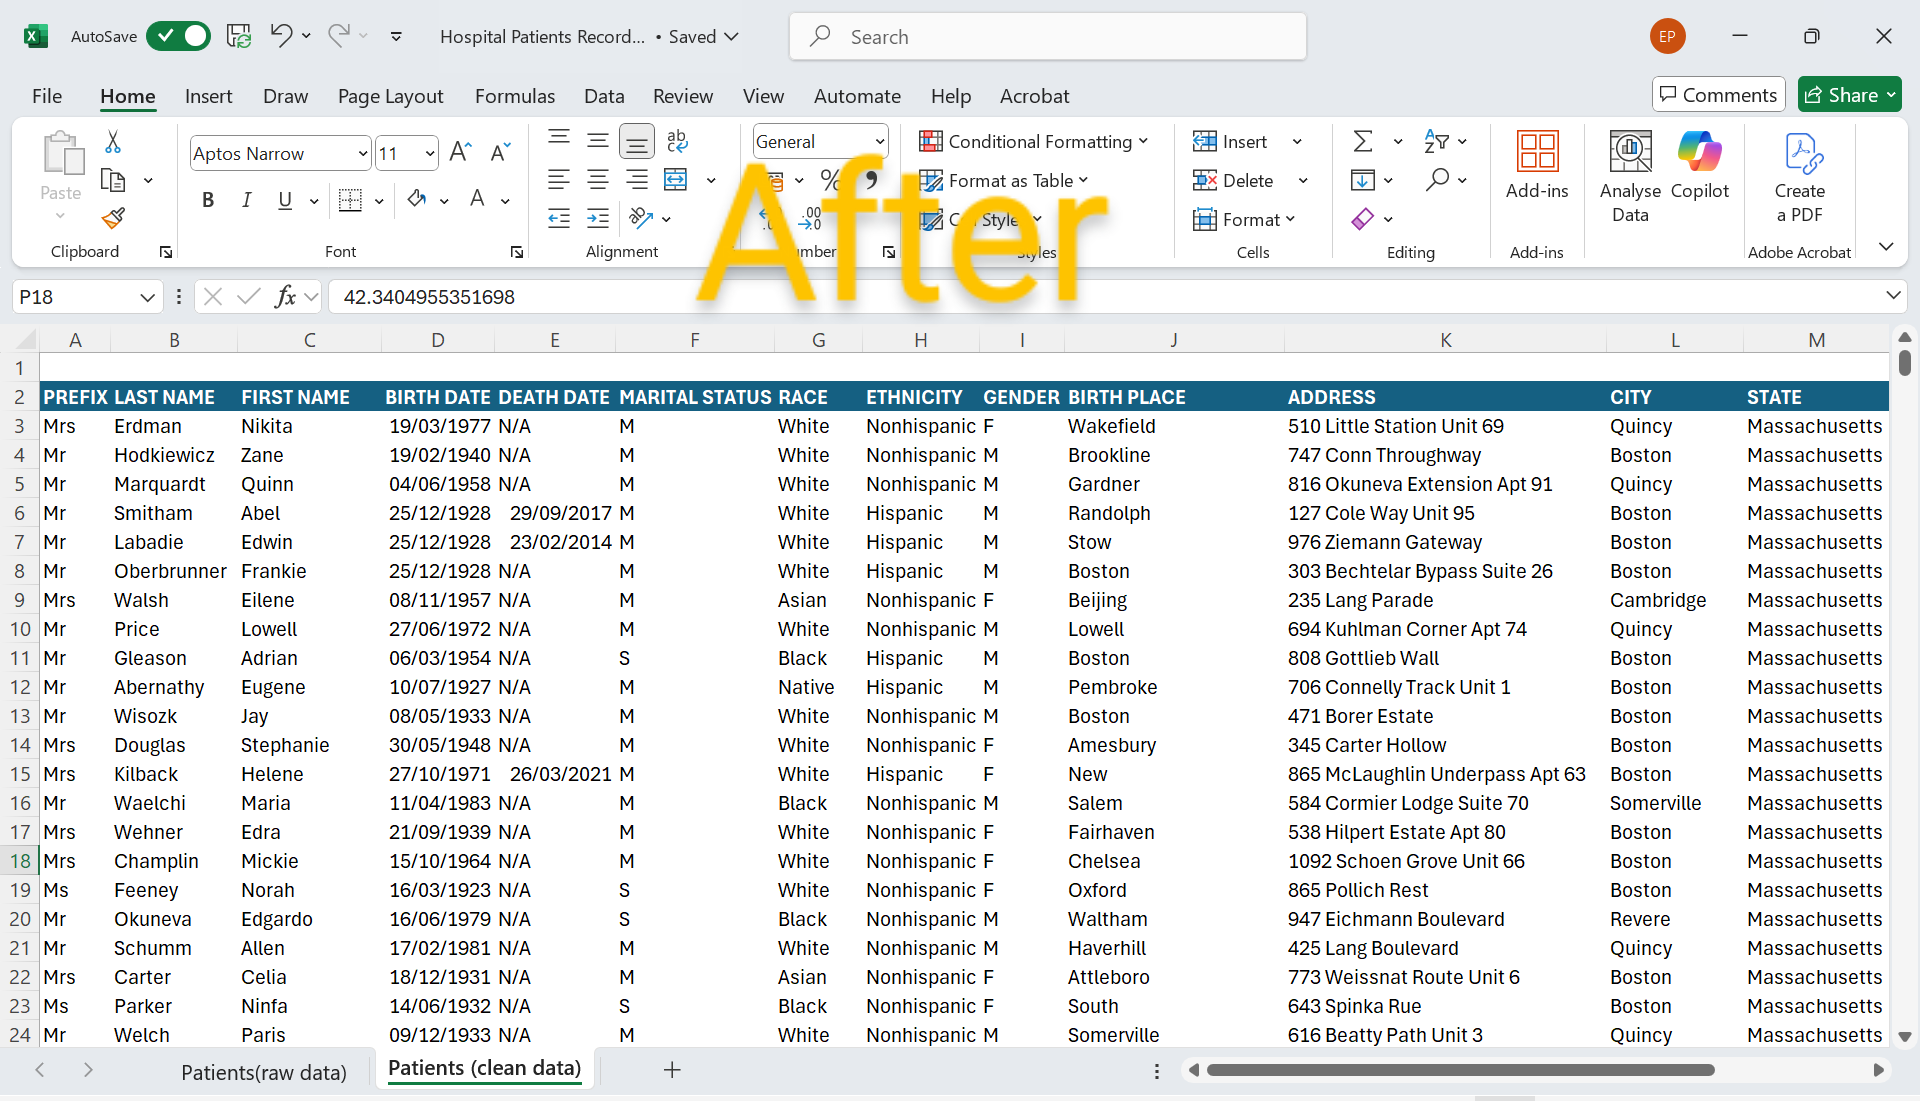 AutoSave Hospital Patients Record... • Saved Search EP
File Home Insert Draw Page Layout Formulas Data Review View Automate Help Acrobat Comments Share
Paste Aptos Narrow 11 General Conditional Formatting Insert Add-ins Analyse Data Copilot Create a PDF
B I U A Format as Table Delete
Format
Clipboard Font Alignment Styles Cells Editing Add-ins Adobe Acrobat
After
P18 fx 42.3404955351698
A B C D E F G H I J K L M
1
2 PREFIX LAST NAME FIRST NAME BIRTH DATE DEATH DATE MARITAL STATUS RACE ETHNICITY GENDER BIRTH PLACE ADDRESS CITY STATE
3 Mrs Erdman Nikita 19/03/1977 N/A M White Nonhispanic F Wakefield 510 Little Station Unit 69 Quincy Massachusetts
4 Mr Hodkiewicz Zane 19/02/1940 N/A M White Nonhispanic M Brookline 747 Conn Throughway Boston Massachusetts
5 Mr Marquardt Quinn 04/06/1958 N/A M White Nonhispanic M Gardner 816 Okuneva Extension Apt 91 Quincy Massachusetts
6 Mr Smitham Abel 25/12/1928 29/09/2017 M White Hispanic M Randolph 127 Cole Way Unit 95 Boston Massachusetts
7 Mr Labadie Edwin 25/12/1928 23/02/2014 M White Hispanic M Stow 976 Ziemann Gateway Boston Massachusetts
8 Mr Oberbrunner Frankie 25/12/1928 N/A M White Hispanic M Boston 303 Bechtelar Bypass Suite 26 Boston Massachusetts
9 Mrs Walsh Eilene 08/11/1957 N/A M Asian Nonhispanic F Beijing 235 Lang Parade Cambridge Massachusetts
10 Mr Price Lowell 27/06/1972 N/A M White Nonhispanic M Lowell 694 Kuhlman Corner Apt 74 Quincy Massachusetts
11 Mr Gleason Adrian 06/03/1954 N/A S Black Hispanic M Boston 808 Gottlieb Wall Boston Massachusetts
12 Mr Abernathy Eugene 10/07/1927 N/A M Native Hispanic M Pembroke 706 Connelly Track Unit 1 Boston Massachusetts
13 Mr Wisozk Jay 08/05/1933 N/A M White Nonhispanic M Boston 471 Borer Estate Boston Massachusetts
14 Mrs Douglas Stephanie 30/05/1948 N/A M White Nonhispanic F Amesbury 345 Carter Hollow Boston Massachusetts
15 Mrs Kilback Helene 27/10/1971 26/03/2021 M White Hispanic F New 865 McLaughlin Underpass Apt 63 Boston Massachusetts
16 Mr Waelchi Maria 11/04/1983 N/A M Black Nonhispanic M Salem 584 Cormier Lodge Suite 70 Somerville Massachusetts
17 Mrs Wehner Edra 21/09/1939 N/A M White Nonhispanic F Fairhaven 538 Hilpert Estate Apt 80 Boston Massachusetts
18 Mrs Champlin Mickie 15/10/1964 N/A M White Nonhispanic F Chelsea 1092 Schoen Grove Unit 66 Boston Massachusetts
19 Ms Feeney Norah 16/03/1923 N/A S White Nonhispanic F Oxford 865 Pollich Rest Boston Massachusetts
20 Mr Okuneva Edgardo 16/06/1979 N/A S Black Nonhispanic M Waltham 947 Eichmann Boulevard Revere Massachusetts
21 Mr Schumm Allen 17/02/1981 N/A M White Nonhispanic M Haverhill 425 Lang Boulevard Quincy Massachusetts
22 Mrs Carter Celia 18/12/1931 N/A M Asian Nonhispanic F Attleboro 773 Weissnat Route Unit 6 Boston Massachusetts
23 Ms Parker Ninfa 14/06/1932 N/A S Black Nonhispanic F South 643 Spinka Rue Boston Massachusetts
24 Mr Welch Paris 09/12/1933 N/A M White Nonhispanic M Somerville 616 Beatty Path Unit 3 Quincy Massachusetts
Patients(raw data) Patients (clean data)